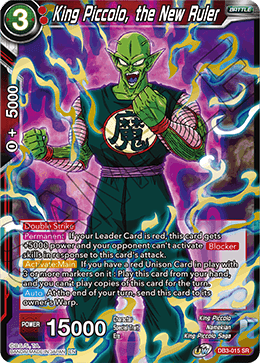 3
King Piccolo, the New Ruler
BATTLE
0 + 5000
魔
Double Strike
Permanent: If your Leader Card is red, this card gets
+5000 power and your opponent can't activate Blocker
skills in response to this card's attack.
Activate Main: If you have a red Unison Card in play with
3 or more markers on it: Play this card from your hand,
and you can't play copies of this card for the turn.
Auto: At the end of your turn, send this card to its
owner's Warp.
POWER 15000
Character
Special Trait
Era
King Piccolo
Namekian
King Piccolo Saga
DB3-015 SR